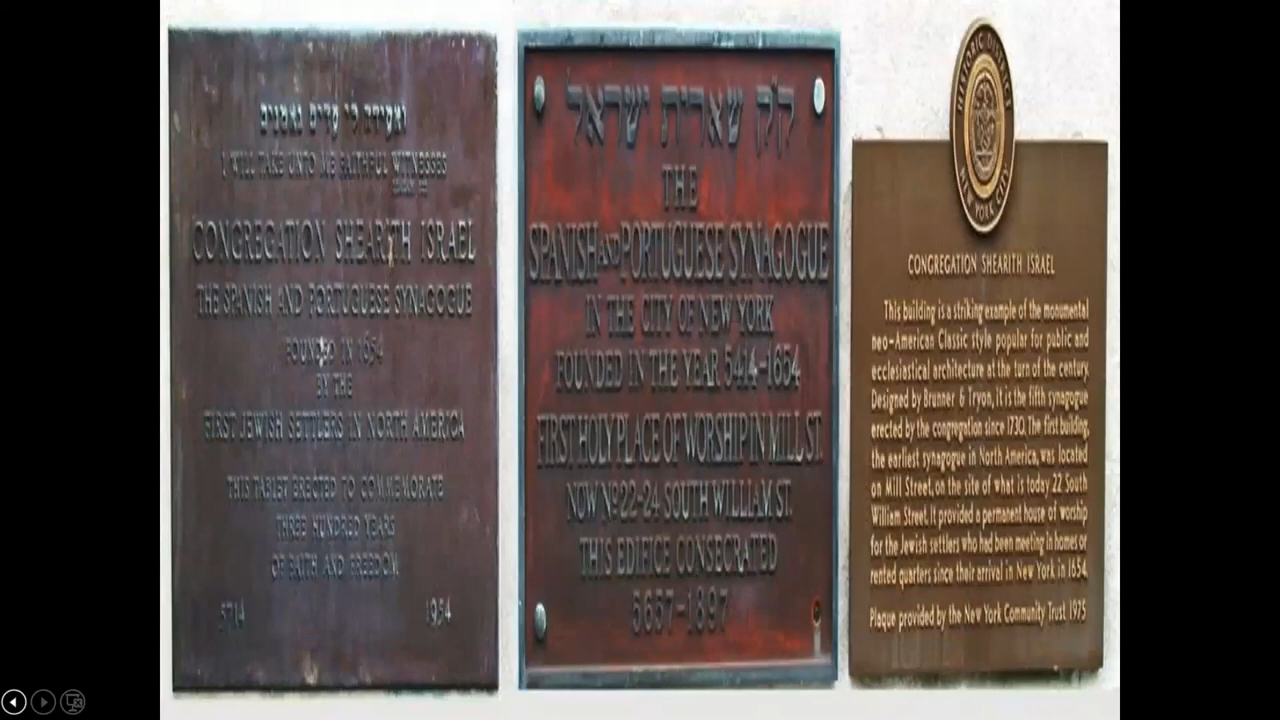 ואעידה לי עדים נאמנים
I WILL TAKE UNTO ME FAITHFUL WITNESSES
CONGREGATION SHEARITH ISRAEL
THE SPANISH AND PORTUGUESE SYNAGOGUE
FOUNDED IN 1654
BY THE
FIRST JEWISH SETTLERS IN NORTH AMERICA
THIS TABLET ERECTED TO COMMEMORATE
THREE HUNDRED YEARS
OF FAITH AND FREEDOM
5714 1954
ק״ק שארית ישראל
THE
SPANISH AND PORTUGUESE SYNAGOGUE
IN THE CITY OF NEW YORK
FOUNDED IN THE YEAR 5414-1654
FIRST HOLY PLACE OF WORSHIP IN MILL ST.
NOW NO 22-24 SOUTH WILLIAM ST.
THIS EDIFICE CONSECRATED
5657-1897
HISTORIC DISTRICTS
NEW YORK CITY
CONGREGATION SHEARITH ISRAEL
This building is a striking example of the monumental
neo-American Classic style popular for public and
ecclesiastical architecture at the turn of the century.
Designed by Brunner & Tryon, it is the fifth synagogue
erected by the congregation since 1730. The first building,
the earliest synagogue in North America, was located
on Mill Street, on the site of what is today 22 South
William Street. It provided a permanent house of worship
for the Jewish settlers who had been meeting in homes or
rented quarters since their arrival in New York in 1654.
Plaque provided by the New York Community Trust, 1975